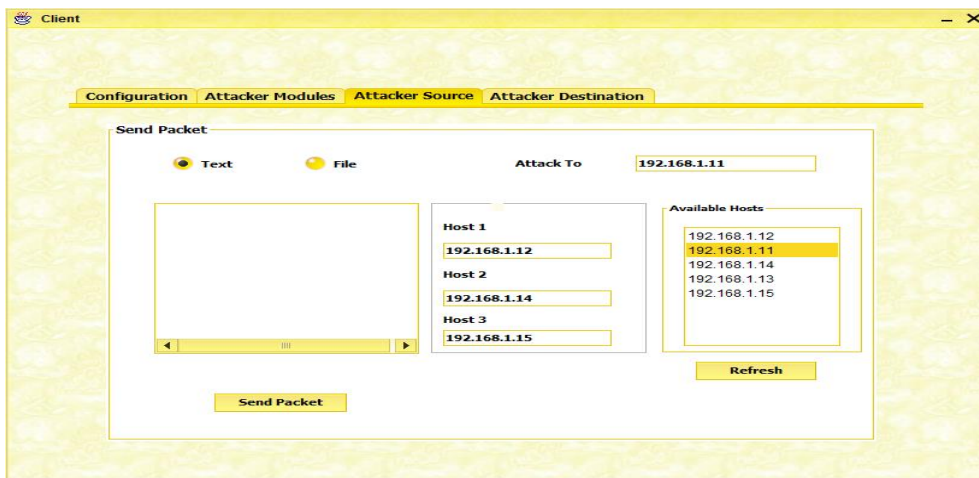 Client
Configuration Attacker Modules Attacker Source Attacker Destination
Send Packet
Text File Attack To 192.168.1.11
Host 1
192.168.1.12
Host 2
192.168.1.14
Host 3
192.168.1.15
Available Hosts
192.168.1.12
192.168.1.11
192.168.1.14
192.168.1.13
192.168.1.15
Refresh
Send Packet